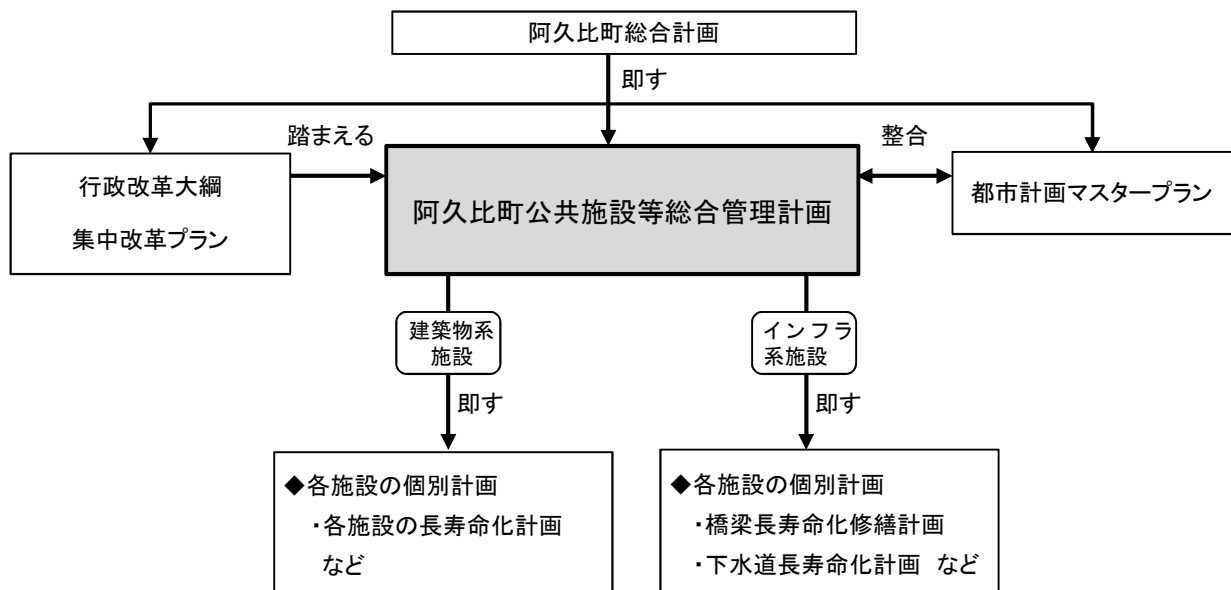 阿久比町総合計画
即す
踏まえる
整合
行政改革大綱
集中改革プラン
阿久比町公共施設等総合管理計画
都市計画マスタープラン
建築物系
施設
インフラ
系施設
即す
即す
◆各施設の個別計画
・各施設の長寿命化計画
など
◆各施設の個別計画
・橋梁長寿命化修繕計画
・下水道長寿命化計画 など